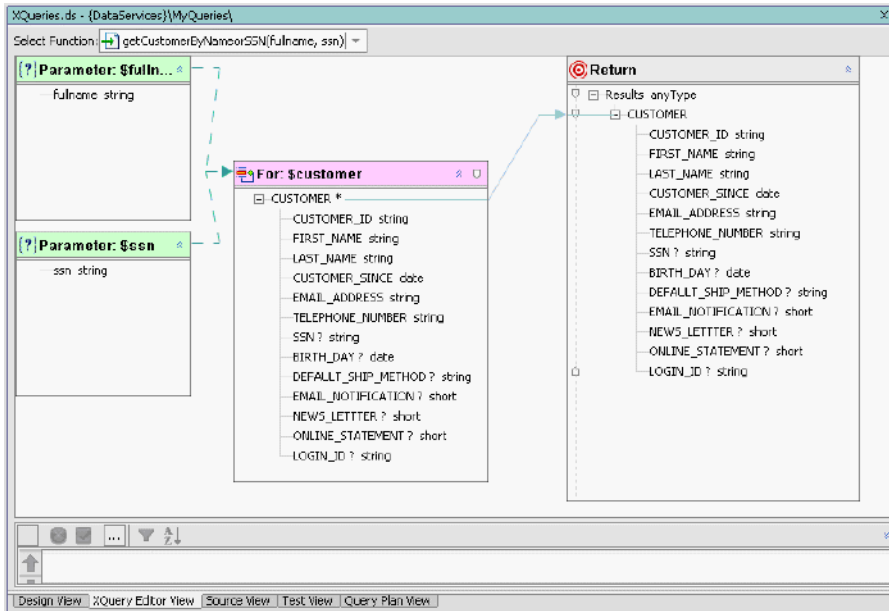 XQueries.ds - {DataServices}\MyQueries\
Select Function: getCustomerByNameorSSN(fullname, ssn)
{?} Parameter: $fulln...
fullname string
{?} Parameter: $ssn
ssn string
For: $customer
CUSTOMER *
CUSTOMER_ID string
FIRST_NAME string
LAST_NAME string
CUSTOMER_SINCE date
EMAIL_ADDRESS string
TELEPHONE_NUMBER string
SSN ? string
BIRTH_DAY ? date
DEFAULT_SHIP_METHOD ? string
EMAIL_NOTIFICATION ? short
NEWS_LETTTER ? short
ONLINE_STATEMENT ? short
LOGIN_ID ? string
Return
Results anyType
CUSTOMER
CUSTOMER_ID string
FIRST_NAME string
LAST_NAME string
CUSTOMER_SINCE date
EMAIL_ADDRESS string
TELEPHONE_NUMBER string
SSN ? string
BIRTH_DAY ? date
DEFAULT_SHIP_METHOD ? string
EMAIL_NOTIFICATION ? short
NEWS_LETTTER ? short
ONLINE_STATEMENT ? short
LOGIN_ID ? string
... A Z
Design View XQuery Editor View Source View Test View Query Plan View